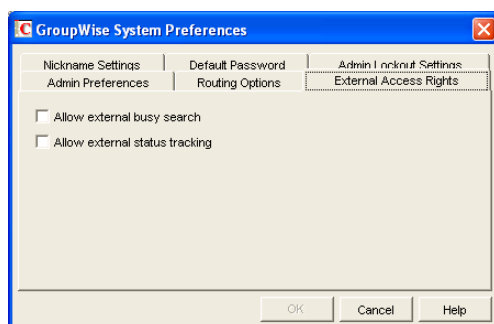 GroupWise System Preferences
Nickname Settings Default Password Admin Lockout Settings
Admin Preferences Routing Options External Access Rights
Allow external busy search
Allow external status tracking
OK Cancel Help